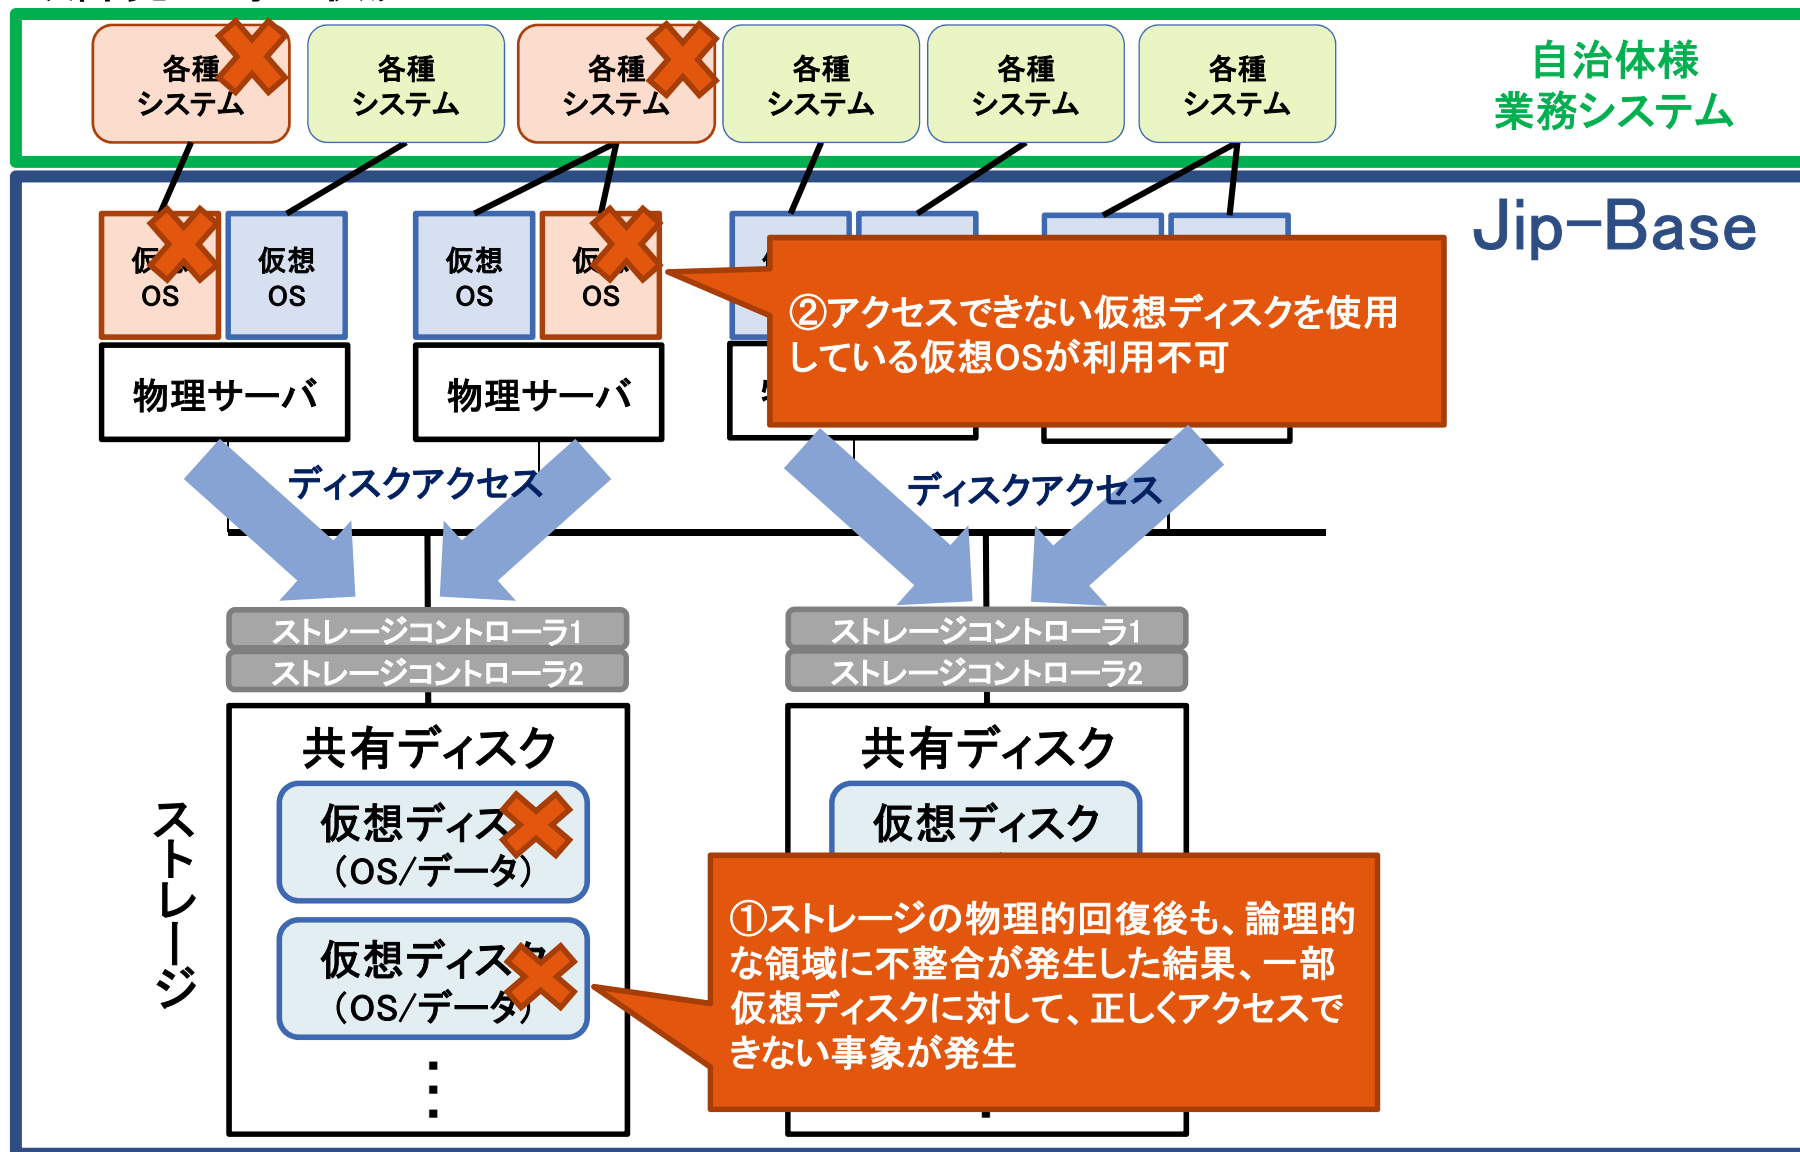 各種
システム
各種
システム
各種
システム
各種
システム
各種
システム
各種
システム
自治体様
業務システム
Jip-Base
OS
仮想
OS
仮想
OS
OS
②アクセスできない仮想ディスクを使用
している仮想OSが利用不可
物理サーバ
物理サーバ
ディスクアクセス
ディスクアクセス
ストレージコントローラ1
ストレージコントローラ2
ストレージコントローラ1
ストレージコントローラ2
ストレージ
共有ディスク
仮想ディスク
(OS/データ)
仮想ディスク
(OS/データ)
共有ディスク
仮想ディスク
①ストレージの物理的回復後も、論理的
な領域に不整合が発生した結果、一部
仮想ディスクに対して、正しくアクセスで
きない事象が発生